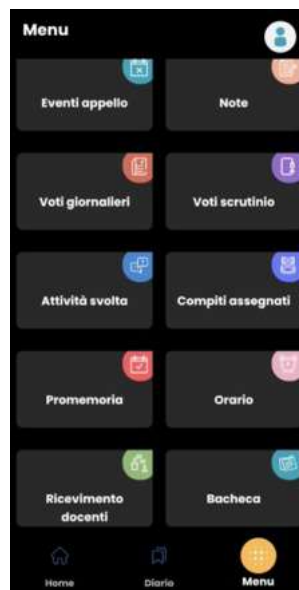 Menu
Eventi appello
Note
Voti giornalieri
Voti scrutinio
Attività svolta
Compiti assegnati
Promemoria
Orario
Ricevimento
docenti
Bacheca
Home
Diario
Menu